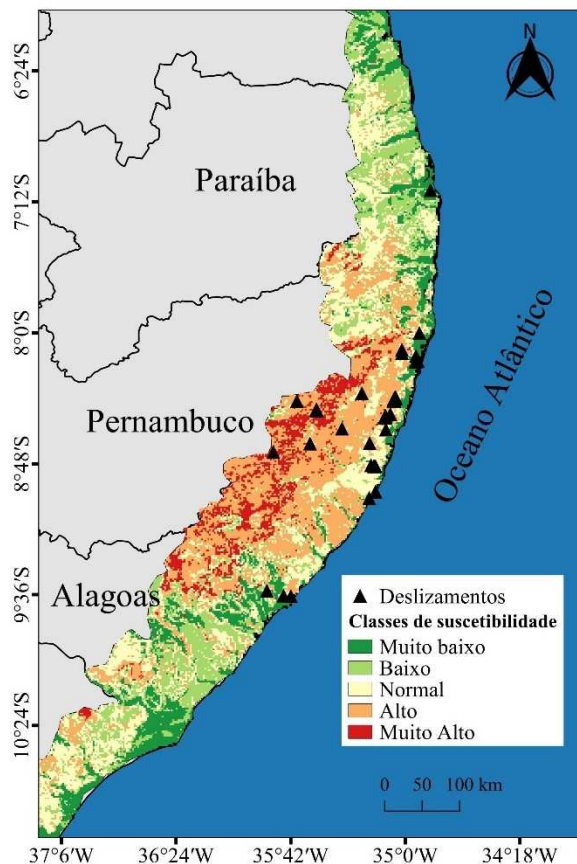 6°24'S
7°12'S
8°0'S
8°48'S
9°36'S
10°24'S
N
Paraíba
Pernambuco
Alagoas
Oceano Atlântico
Deslizamentos
Classes de suscetibilidade
Muito baixo
Baixo
Normal
Alto
Muito Alto
0 50 100 km
37°6'W 36°24'W 35°42'W 35°0'W 34°18'W